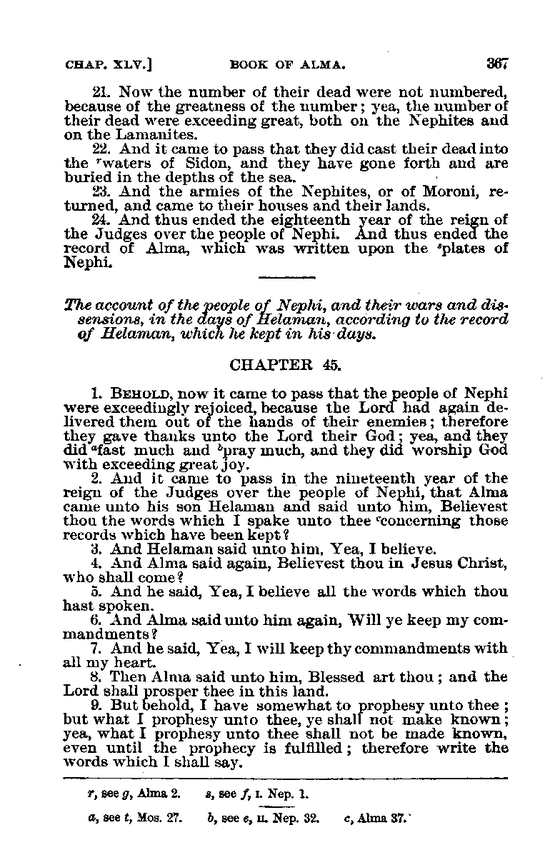 CHAP. XLV.] BOOK OF ALMA. 367
21. Now the number of their dead were not numbered,
because of the greatness of the number; yea, the number of
their dead were exceeding great, both on the Nephites and
on the Lamanites.
22. And it came to pass that they did cast their dead into
the ʳwaters of Sidon, and they have gone forth and are
buried in the depths of the sea.
23. And the armies of the Nephites, or of Moroni, re-
turned, and came to their houses and their lands.
24. And thus ended the eighteenth year of the reign of
the Judges over the people of Nephi. And thus ended the
record of Alma, which was written upon the ˢplates of
Nephi.
The account of the people of Nephi, and their wars and dis-
sensions, in the days of Helaman, according to the record
of Helaman, which he kept in his days.
CHAPTER 45.
1. BEHOLD, now it came to pass that the people of Nephi
were exceedingly rejoiced, because the Lord had again de-
livered them out of the hands of their enemies; therefore
they gave thanks unto the Lord their God; yea, and they
did ᵃfast much and ᵇpray much, and they did worship God
with exceeding great joy.
2. And it came to pass in the nineteenth year of the
reign of the Judges over the people of Nephi, that Alma
came unto his son Helaman and said unto him, Believest
thou the words which I spake unto thee ᶜconcerning those
records which have been kept?
3. And Helaman said unto him, Yea, I believe.
4. And Alma said again, Believest thou in Jesus Christ,
who shall come?
5. And he said, Yea, I believe all the words which thou
hast spoken.
6. And Alma said unto him again, Will ye keep my com-
mandments?
7. And he said, Yea, I will keep thy commandments with
all my heart.
8. Then Alma said unto him, Blessed art thou; and the
Lord shall prosper thee in this land.
9. But behold, I have somewhat to prophesy unto thee;
but what I prophesy unto thee, ye shall not make known;
yea, what I prophesy unto thee shall not be made known,
even until the prophecy is fulfilled; therefore write the
words which I shall say.
r, see g, Alma 2. s, see f, I. Nep. 1.
a, see t, Mos. 27. b, see e, II. Nep. 32. c, Alma 37.